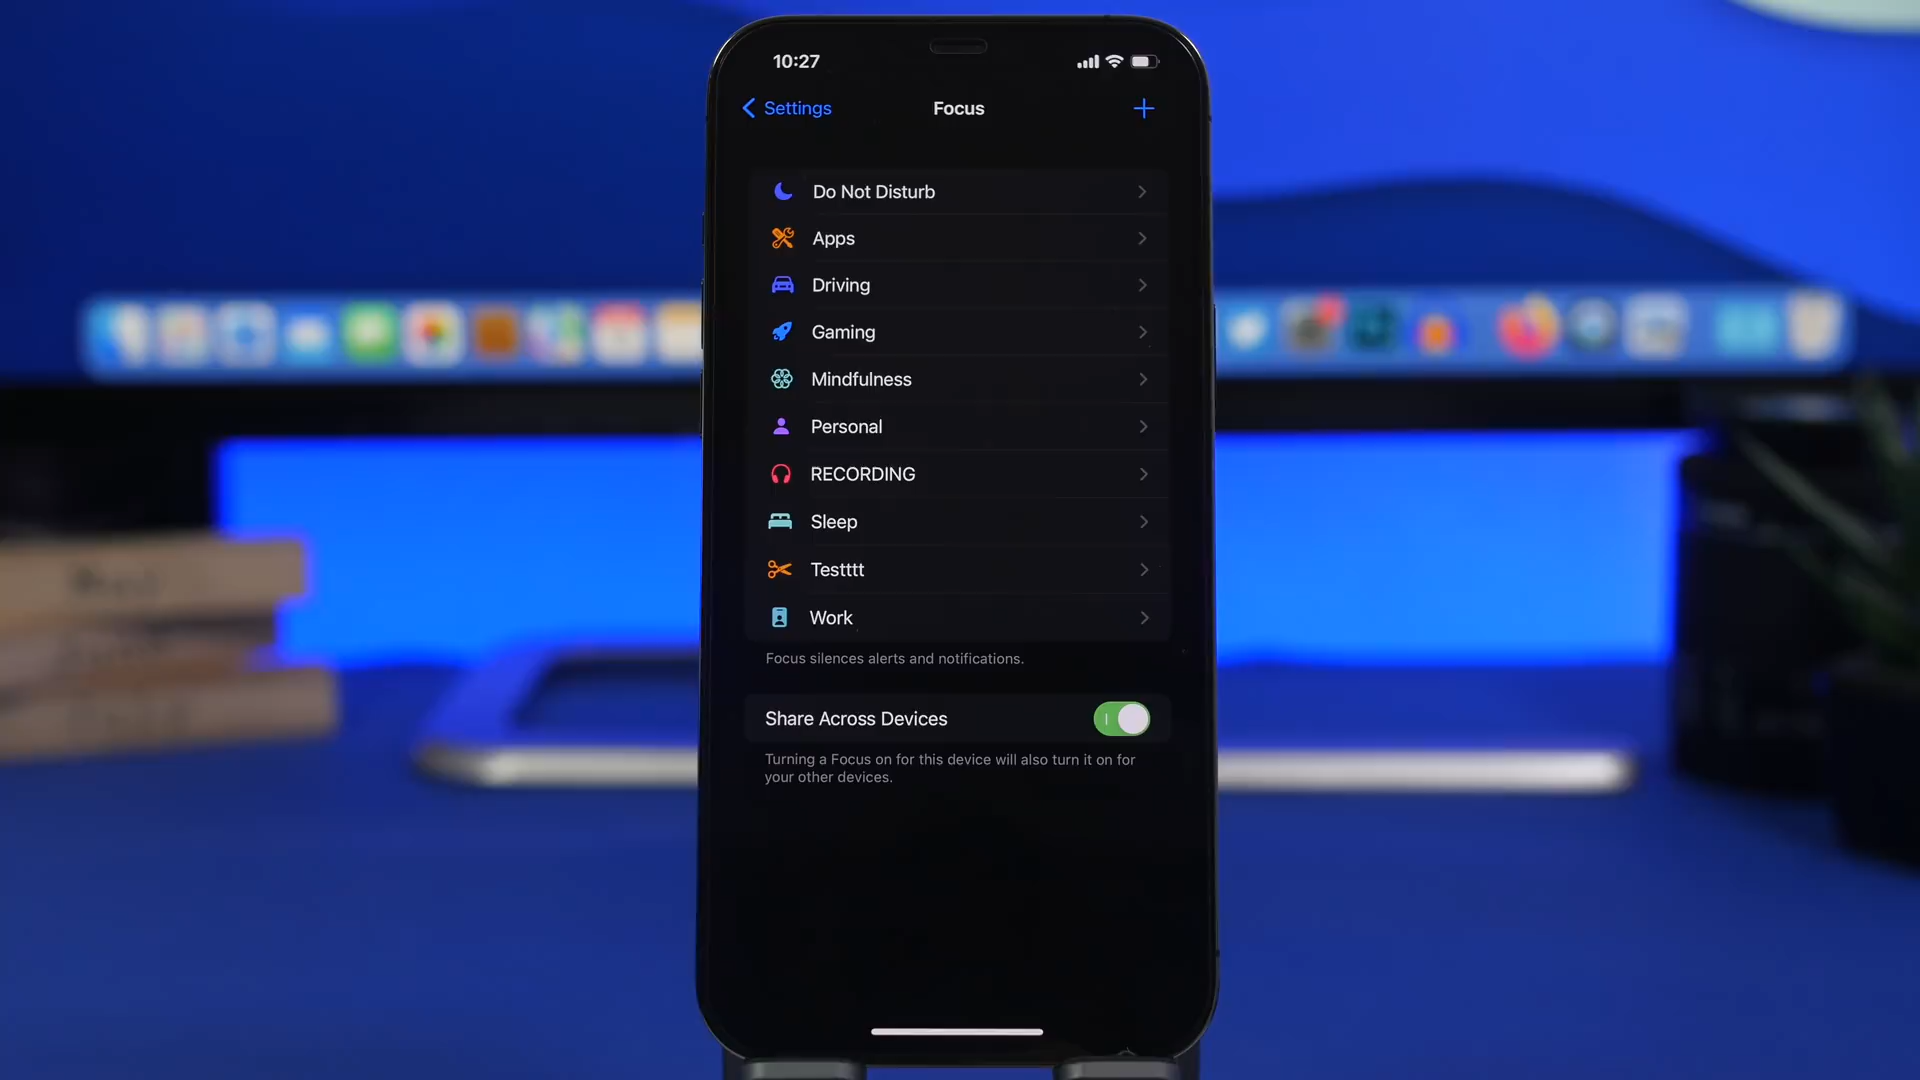 10:27
Settings
Focus
Do Not Disturb
Apps
Driving
Gaming
Mindfulness
Personal
RECORDING
Sleep
Testttt
Work
Focus silences alerts and notifications.
Share Across Devices
Turning a Focus on for this device will also turn it on for
your other devices.